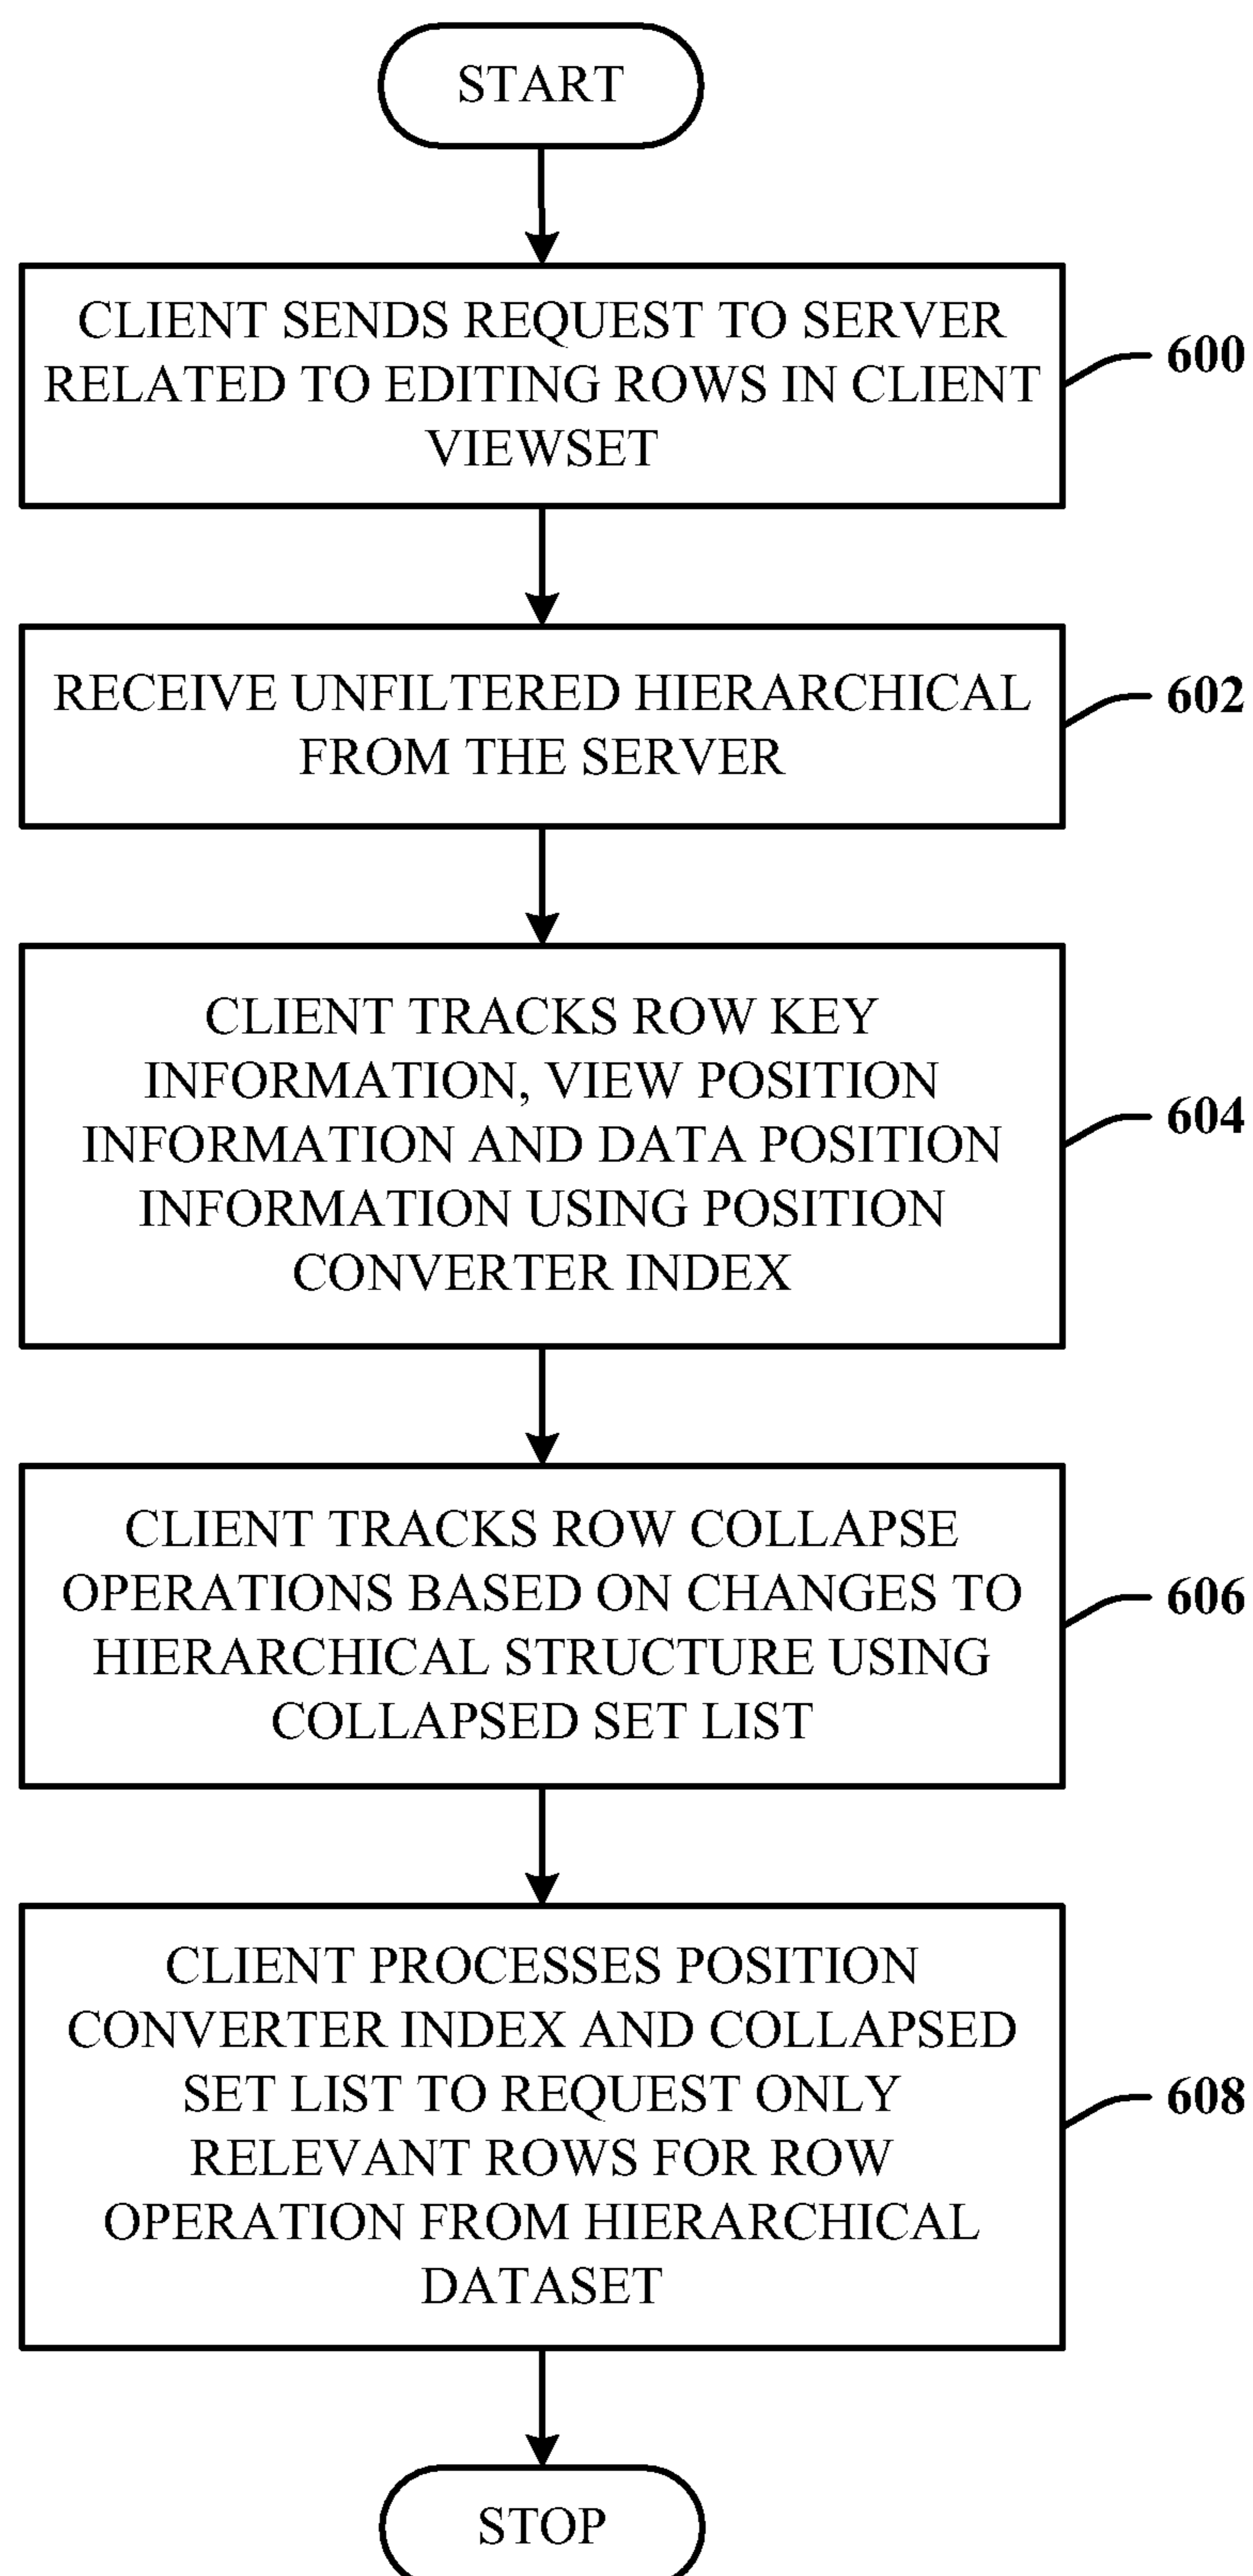 START
CLIENT SENDS REQUEST TO SERVER
RELATED TO EDITING ROWS IN CLIENT
VIEWSET
600
RECEIVE UNFILTERED HIERARCHICAL
FROM THE SERVER
602
CLIENT TRACKS ROW KEY
INFORMATION, VIEW POSITION
INFORMATION AND DATA POSITION
INFORMATION USING POSITION
CONVERTER INDEX
604
CLIENT TRACKS ROW COLLAPSE
OPERATIONS BASED ON CHANGES TO
HIERARCHICAL STRUCTURE USING
COLLAPSED SET LIST
606
CLIENT PROCESSES POSITION
CONVERTER INDEX AND COLLAPSED
SET LIST TO REQUEST ONLY
RELEVANT ROWS FOR ROW
OPERATION FROM HIERARCHICAL
DATASET
608
STOP